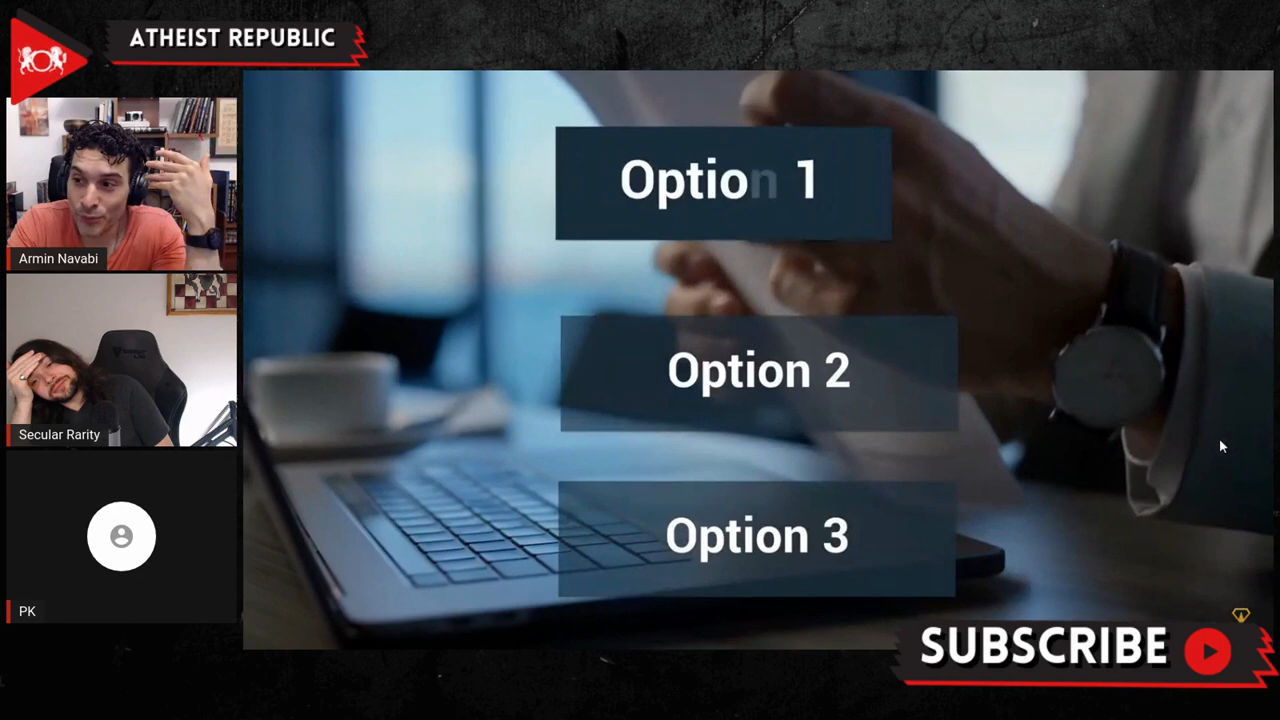 ATHEIST REPUBLIC
Armin Navabi
Secular Rarity
PK
Option 1
Option 2
Option 3
SUBSCRIBE